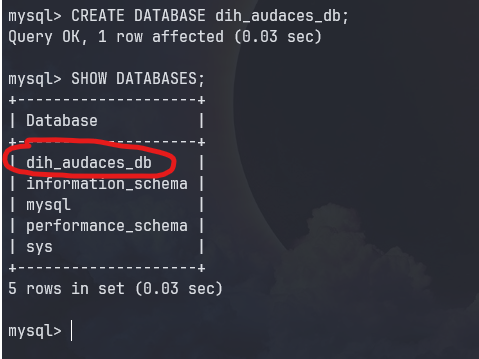 mysql> CREATE DATABASE dih_audaces_db;
Query OK, 1 row affected (0.03 sec)

mysql> SHOW DATABASES;
+--------------------+
| Database           |
+--------------------+
| dih_audaces_db     |
| information_schema |
| mysql              |
| performance_schema |
| sys                |
+--------------------+
5 rows in set (0.03 sec)

mysql>